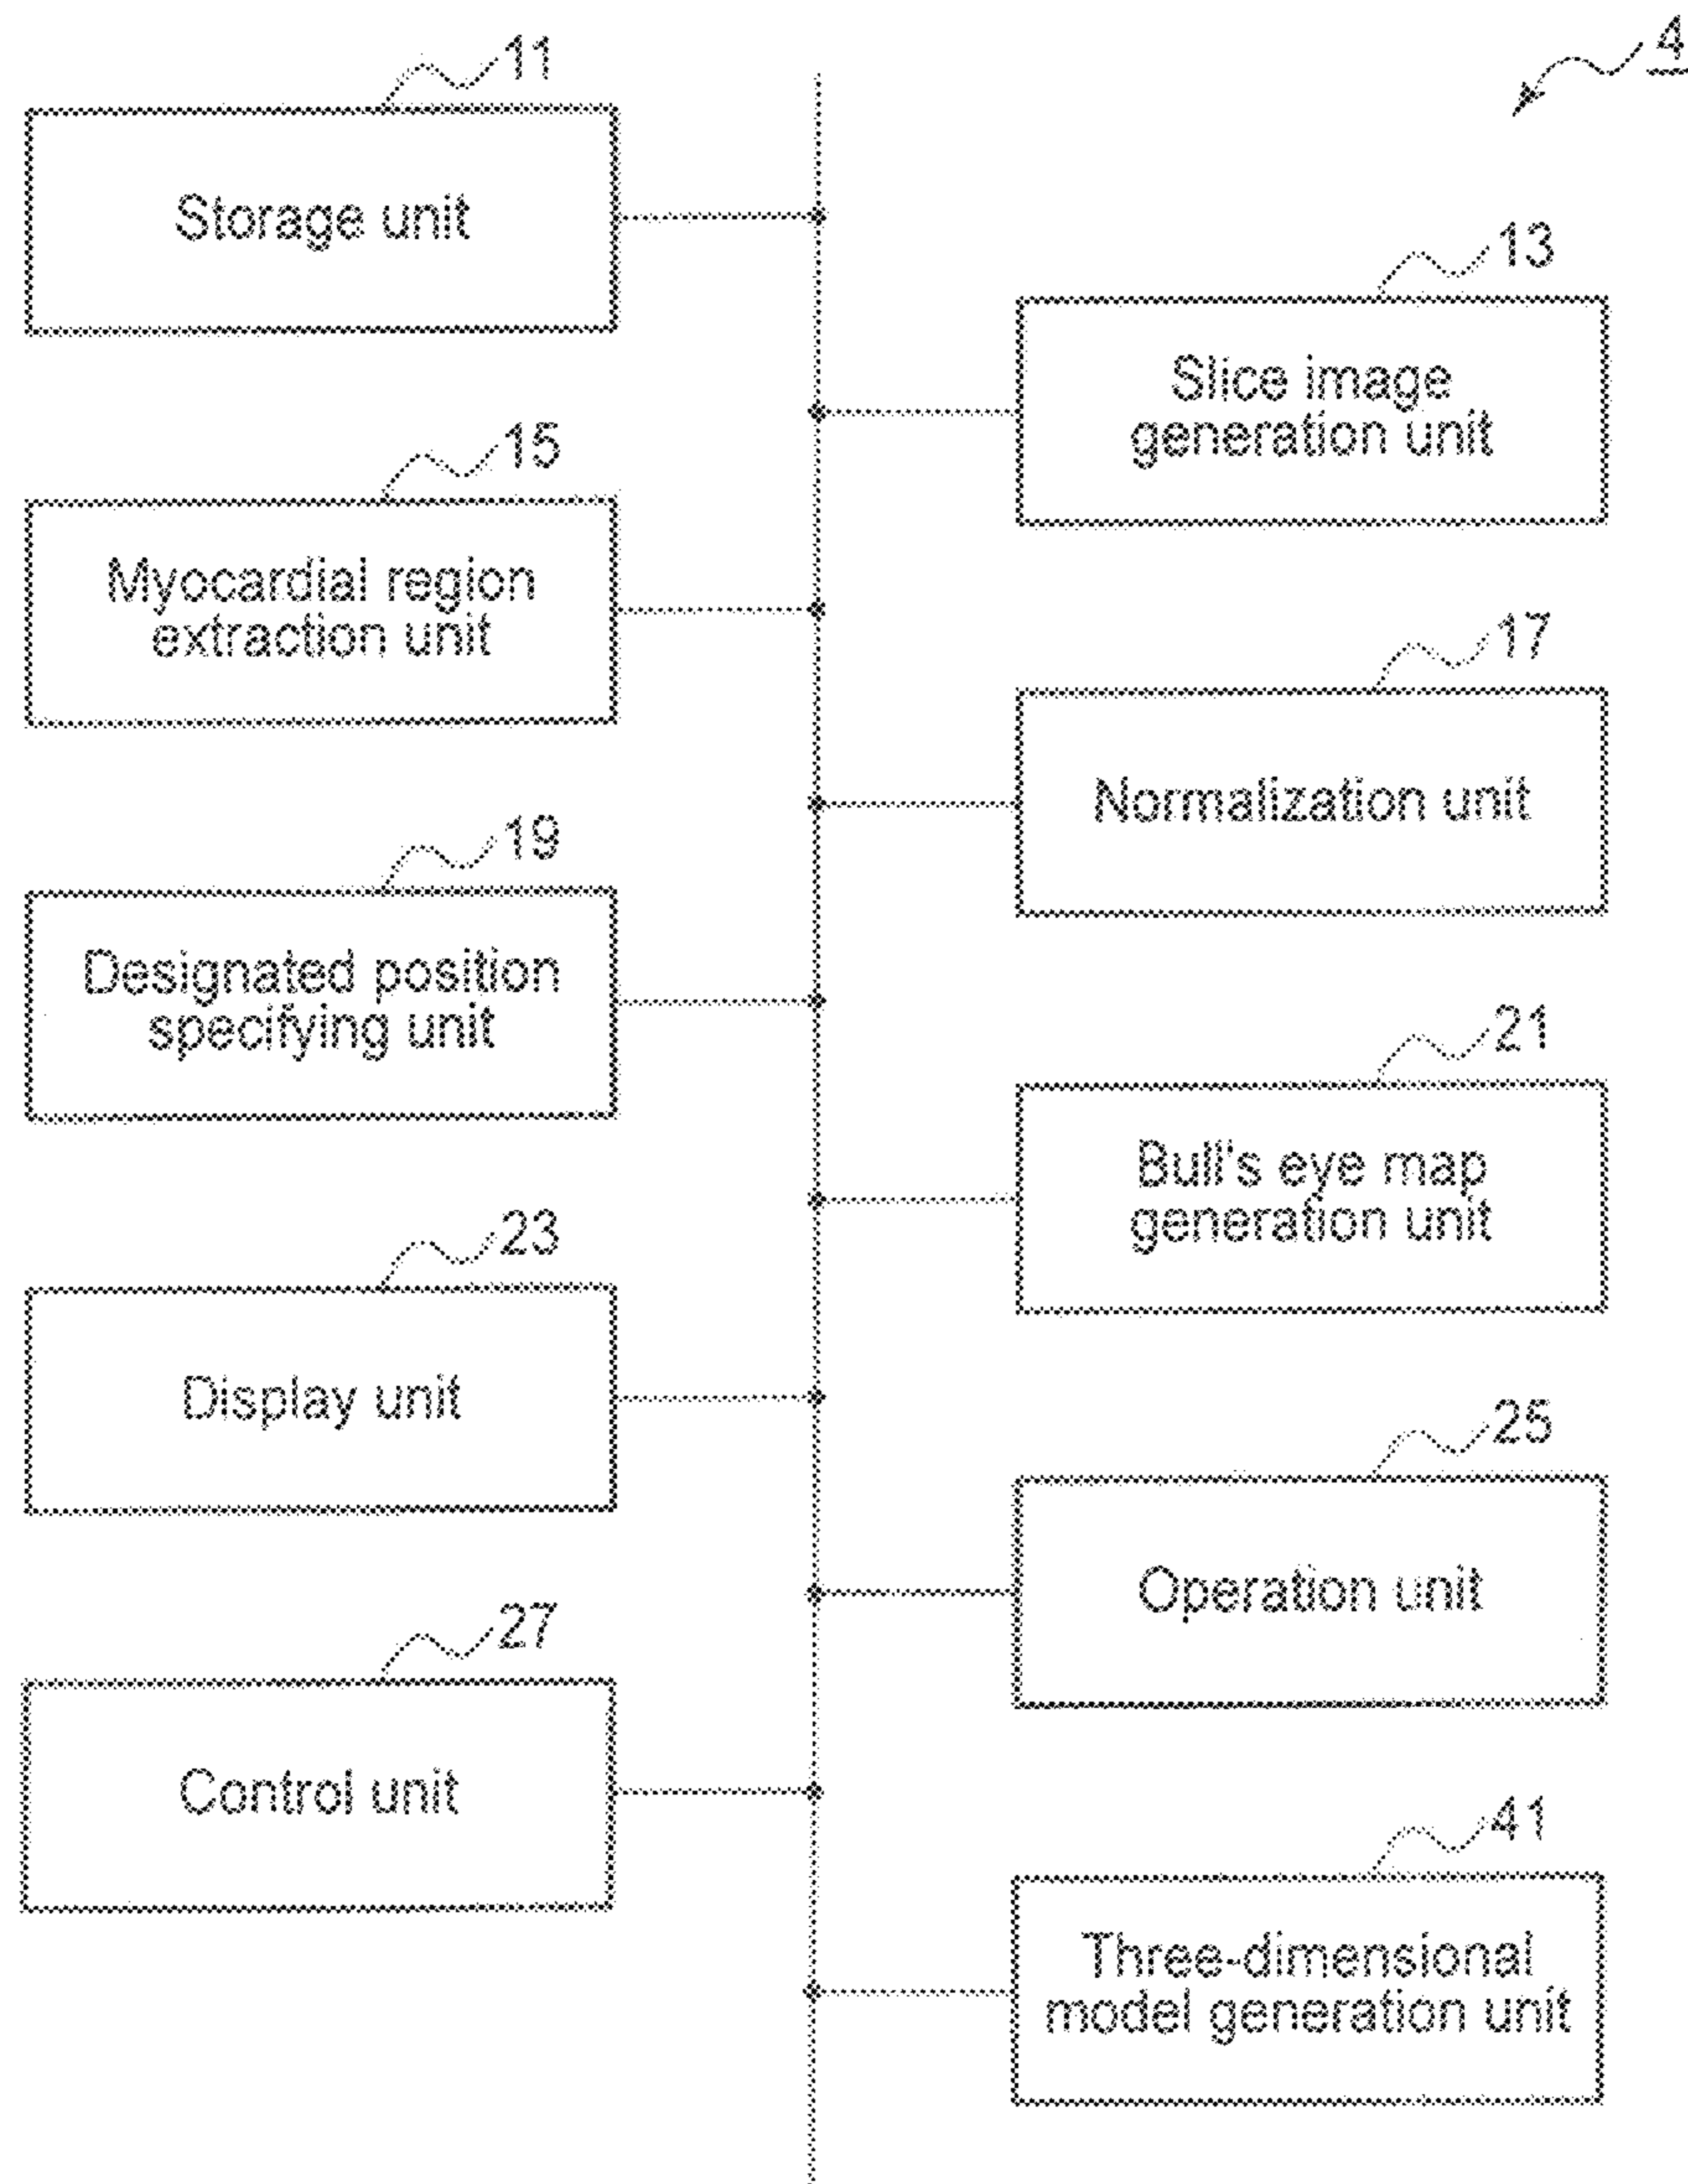 4
11
Storage unit
13
Slice image
generation unit
15
Myocardial region
extraction unit
17
Normalization unit
19
Designated position
specifying unit
21
Bull's eye map
generation unit
23
Display unit
25
Operation unit
27
Control unit
41
Three-dimensional
model generation unit